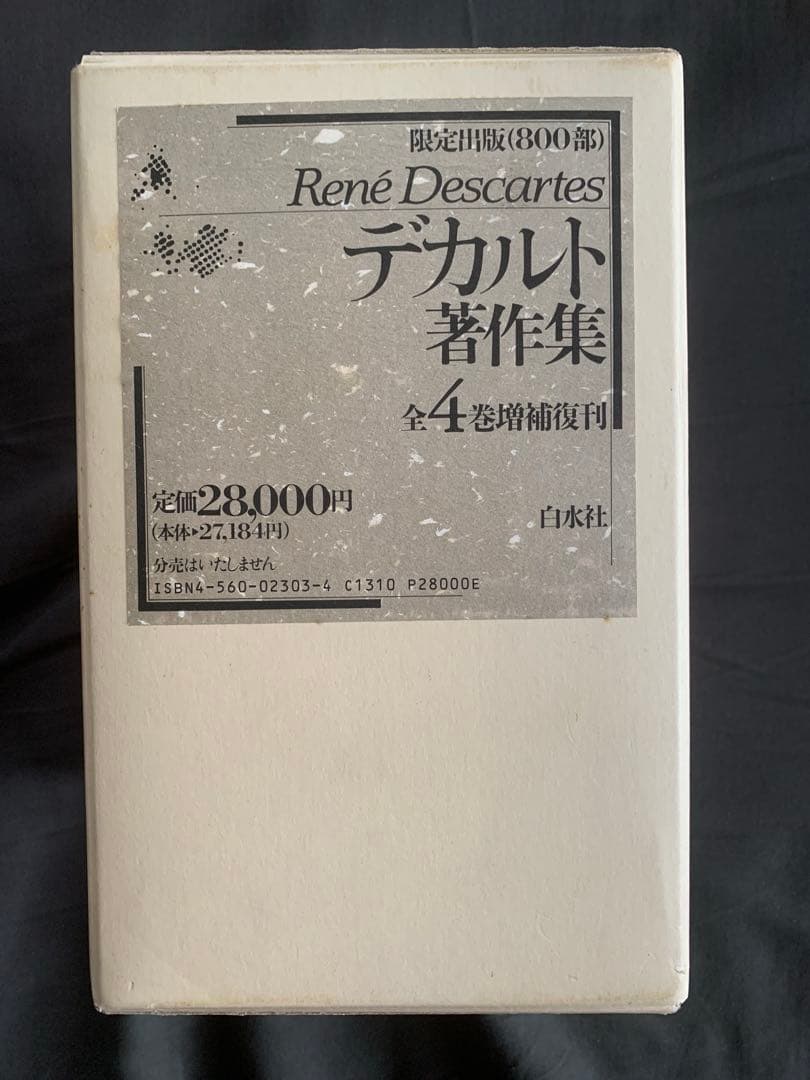 限定出版(800部)
René Descartes
デカルト
著作集
全4巻増補復刊
定価28,000円
(本体▸27,184円)
白水社
分売はいたしません
ISBN4-560-02303-4 C1310 P28000E